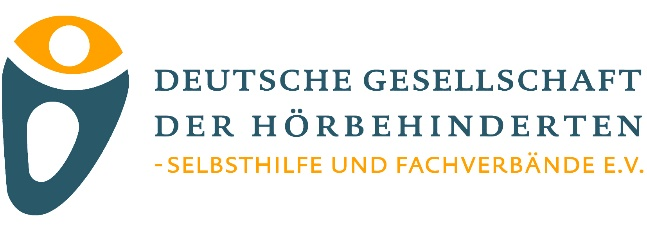 DEUTSCHE GESELLSCHAFT
DER HÖRBEHINDERTEN
-SELBSTHILFE UND FACHVERBÄNDE E.V.